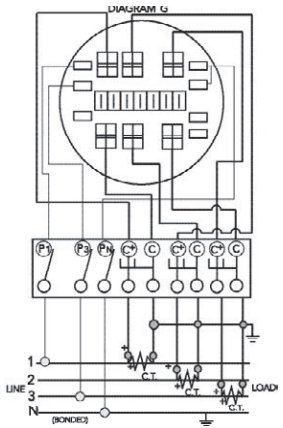 DIAGRAM G
P1 P3 PN C+ C C+ C C+ C
1
C.T.
2
LINE 3 LOAD
C.T.
C.T.
N
(BONDED)